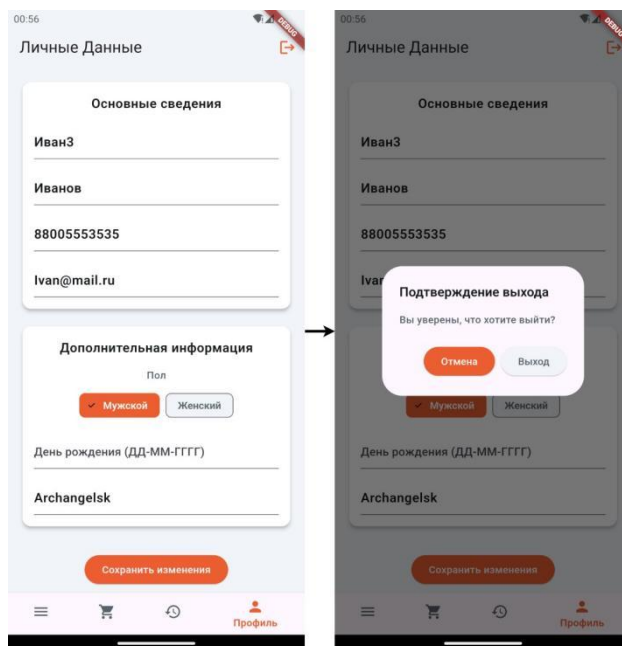 00:56
DEBUG
Личные Данные
Основные сведения
Иван3
Иванов
88005553535
Ivan@mail.ru
Дополнительная информация
Пол
Мужской
Женский
День рождения (ДД-ММ-ГГГГ)
Archangelsk
Сохранить изменения
Профиль
00:56
DEBUG
Личные Данные
Основные сведения
Иван3
Иванов
88005553535
Ivan
Подтверждение выхода
Вы уверены, что хотите выйти?
Отмена
Выход
Мужской
Женский
День рождения (ДД-ММ-ГГГГ)
Archangelsk
Сохранить изменения
Профиль